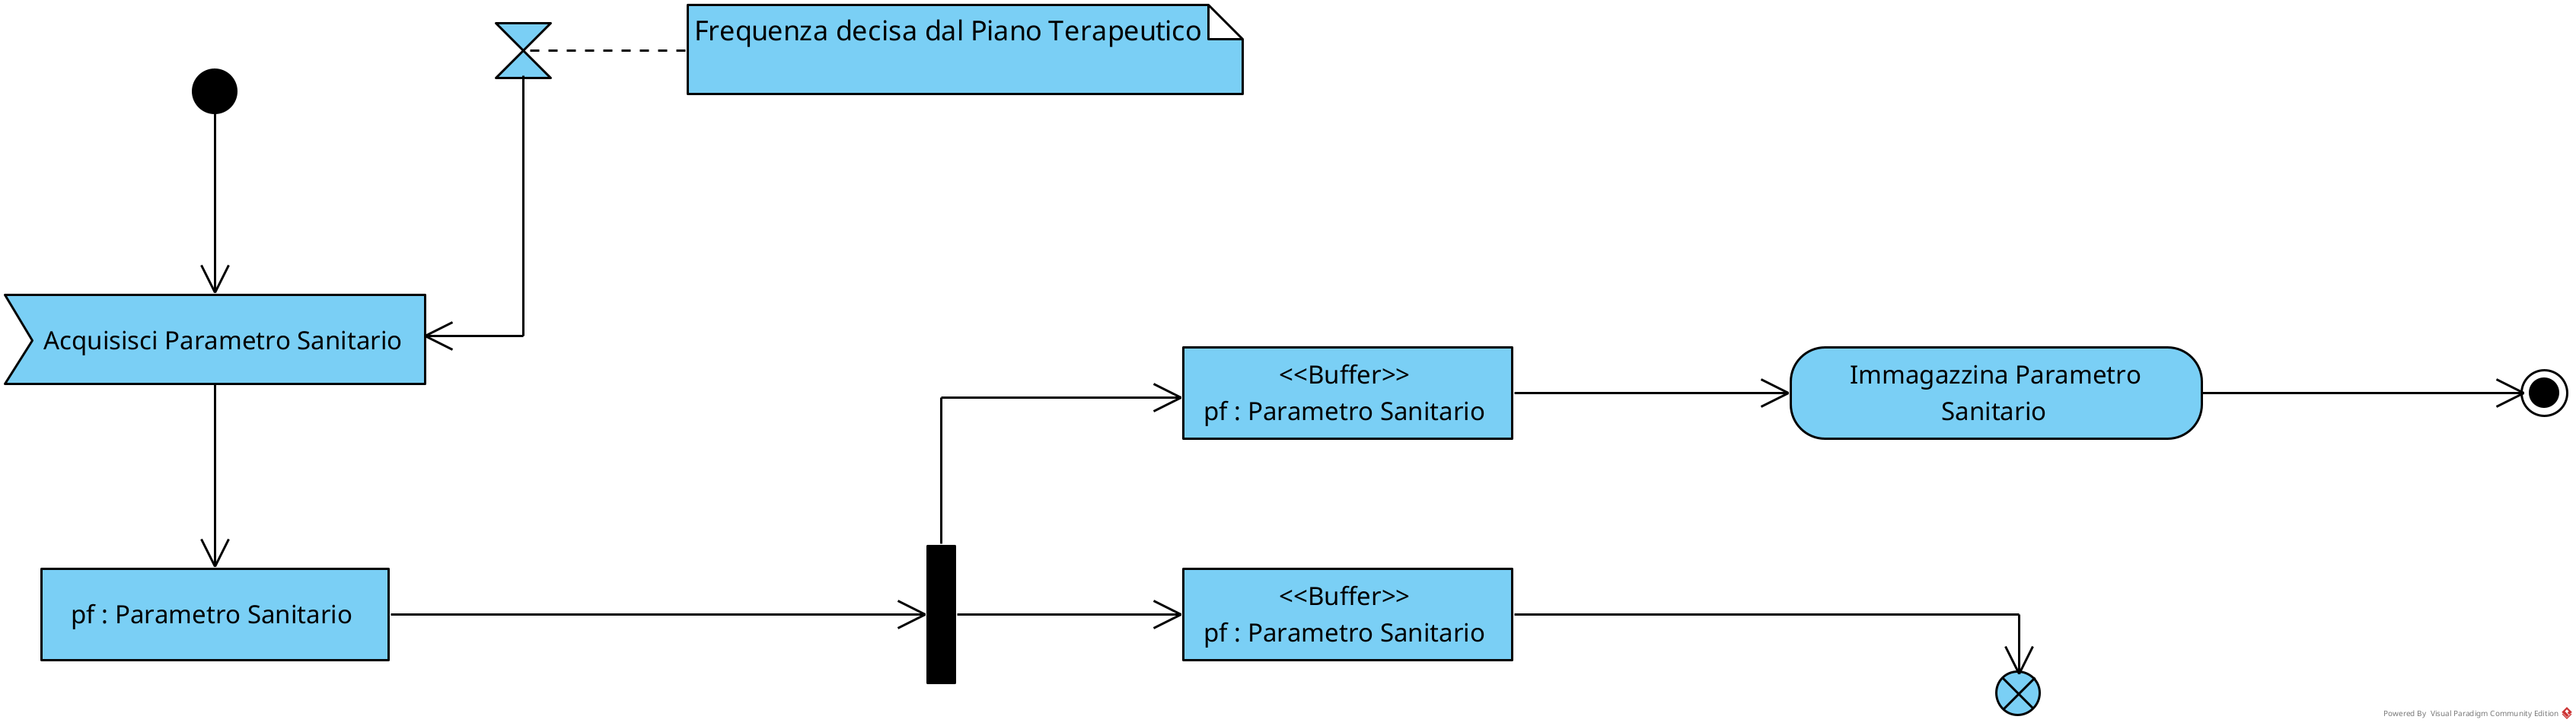 Frequenza decisa dal Piano Terapeutico
Acquisisci Parametro Sanitario
<<Buffer>>
pf : Parametro Sanitario
Immagazzina Parametro
Sanitario
pf : Parametro Sanitario
<<Buffer>>
pf : Parametro Sanitario
Powered By Visual Paradigm Community Edition